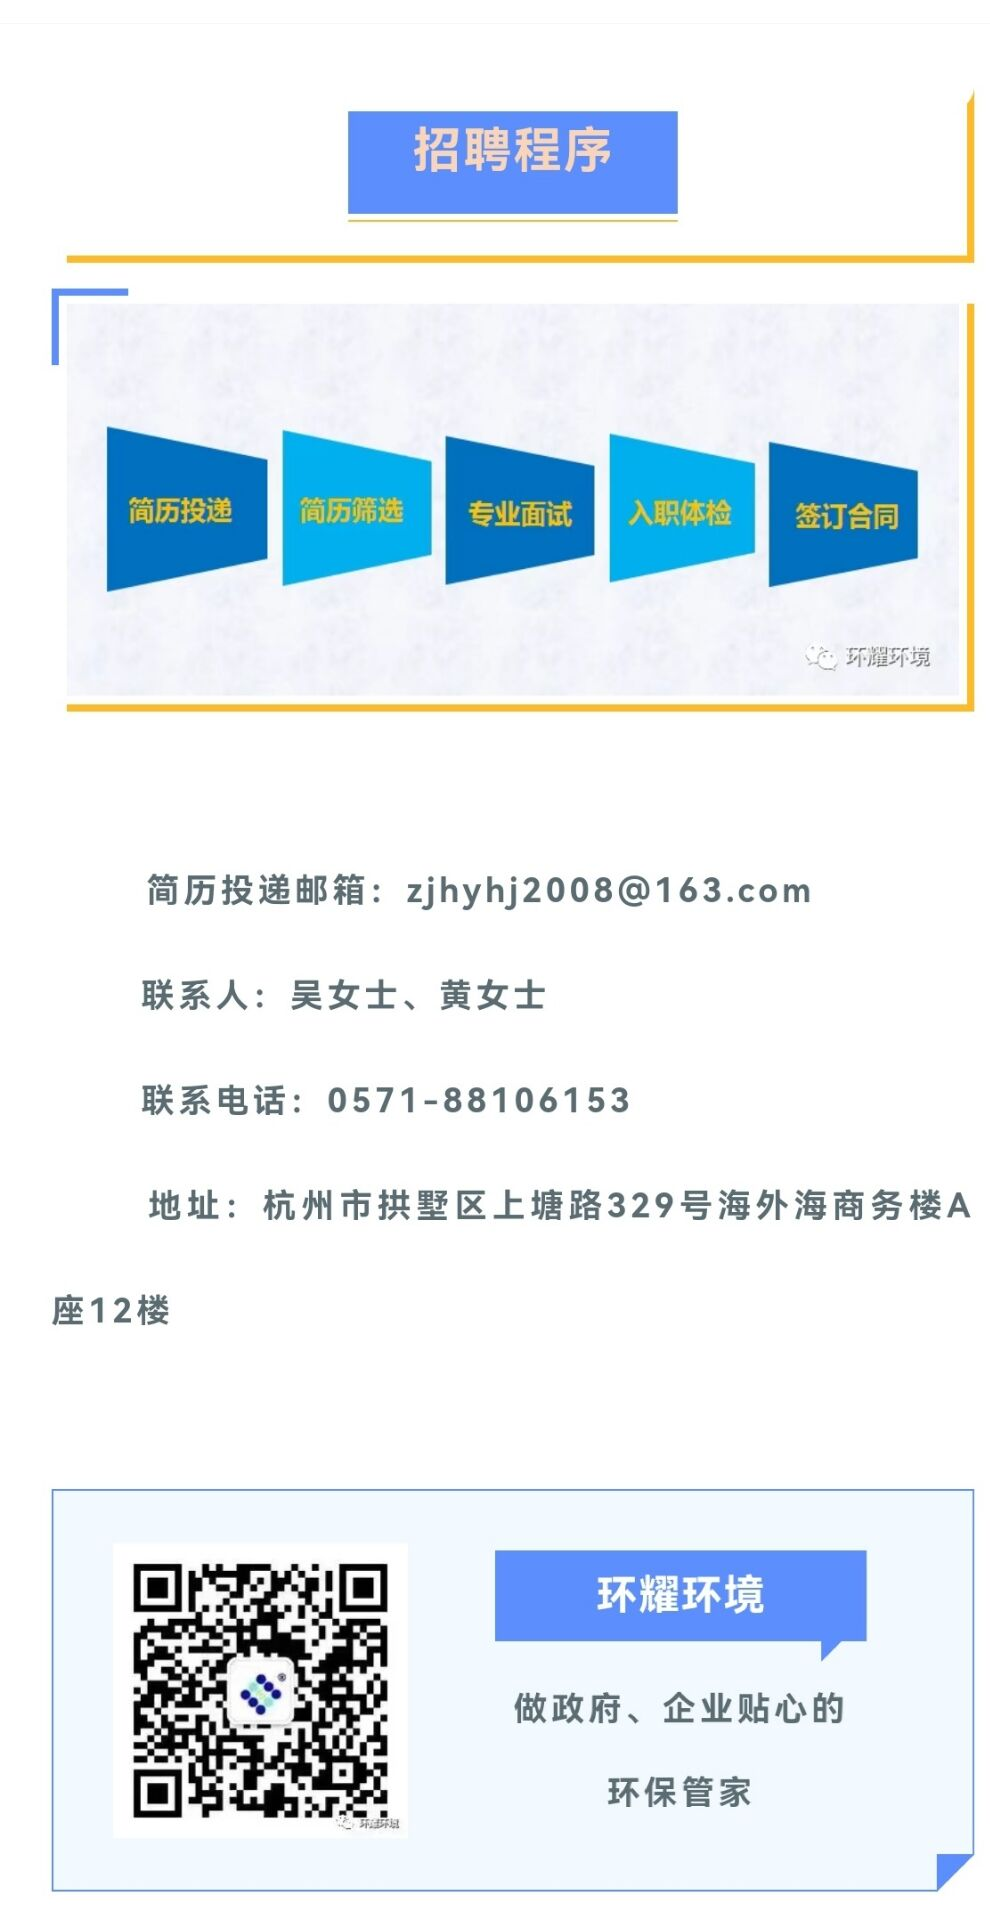 招聘程序
简历投递
简历筛选
专业面试
入职体检
签订合同
环耀环境
简历投递邮箱：zjhyhj2008@163.com
联系人：吴女士、黄女士
联系电话：0571-88106153
地址：杭州市拱墅区上塘路329号海外海商务楼A
座12楼
环耀环境
环耀环境
做政府、企业贴心的
环保管家